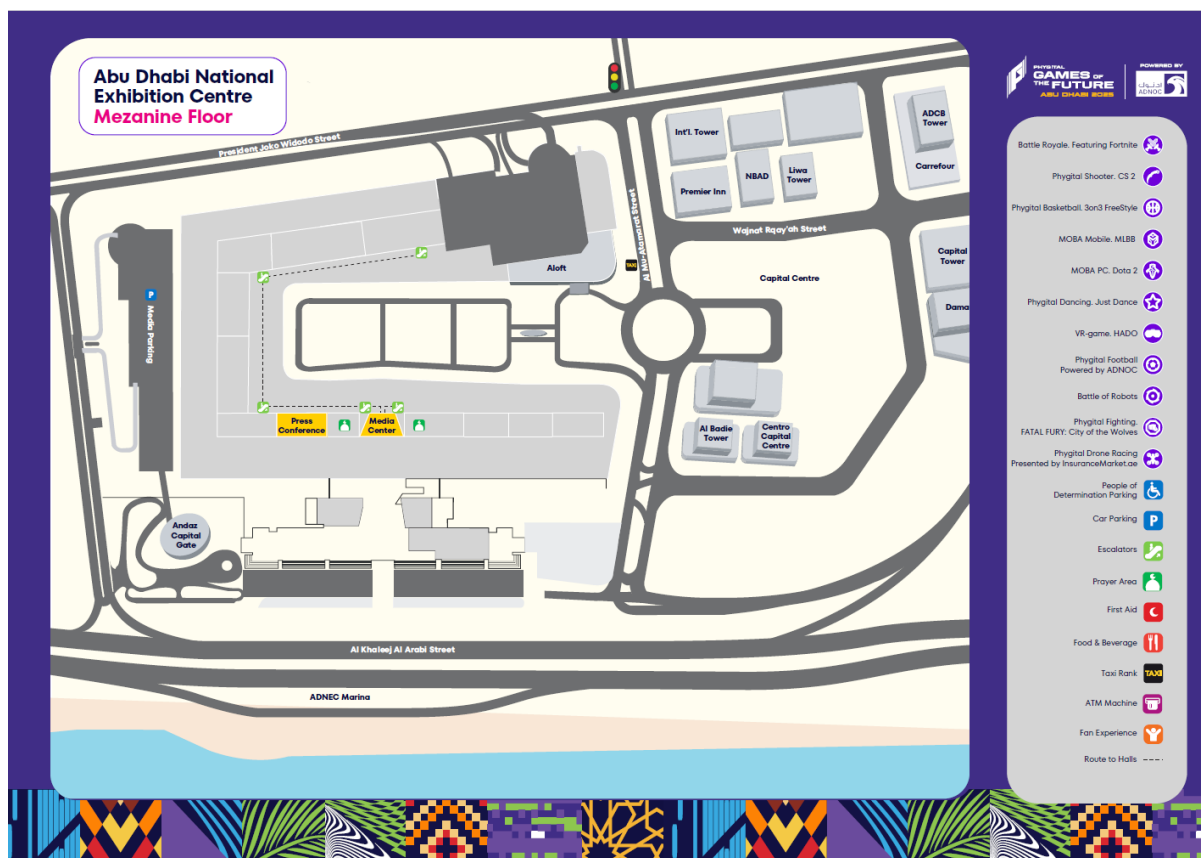 Abu Dhabi National
Exhibition Centre
Mezanine Floor
President Joko Widodo Street
Al Mu'Atamarat Street
Int'l. Tower
Premier Inn
NBAD
Liwa
Tower
ADCB
Tower
Carrefour
Wajnat Rqay'ah Street
Capital Centre
Capital
Tower
Dama
TAXI
Aloft
P
Media Parking
Press
Conference
Media
Center
Al Badie
Tower
Centro
Capital
Centre
Andaz
Capital
Gate
Al Khaleej Al Arabi Street
ADNEC Marina
PHYGITAL
GAMES OF
THE FUTURE
ABU DHABI 2025
POWERED BY
أدنوك
ADNOC
Battle Royale. Featuring Fortnite
Phygital Shooter. CS 2
Phygital Basketball. 3on3 FreeStyle
MOBA Mobile. MLBB
MOBA PC. Dota 2
Phygital Dancing. Just Dance
VR-game. HADO
Phygital Football
Powered by ADNOC
Battle of Robots
Phygital Fighting.
FATAL FURY: City of the Wolves
Phygital Drone Racing
Presented by InsuranceMarket.ae
People of
Determination Parking
Car Parking P
Escalators
Prayer Area
First Aid
Food & Beverage
Taxi Rank TAXI
ATM Machine
Fan Experience
Route to Halls